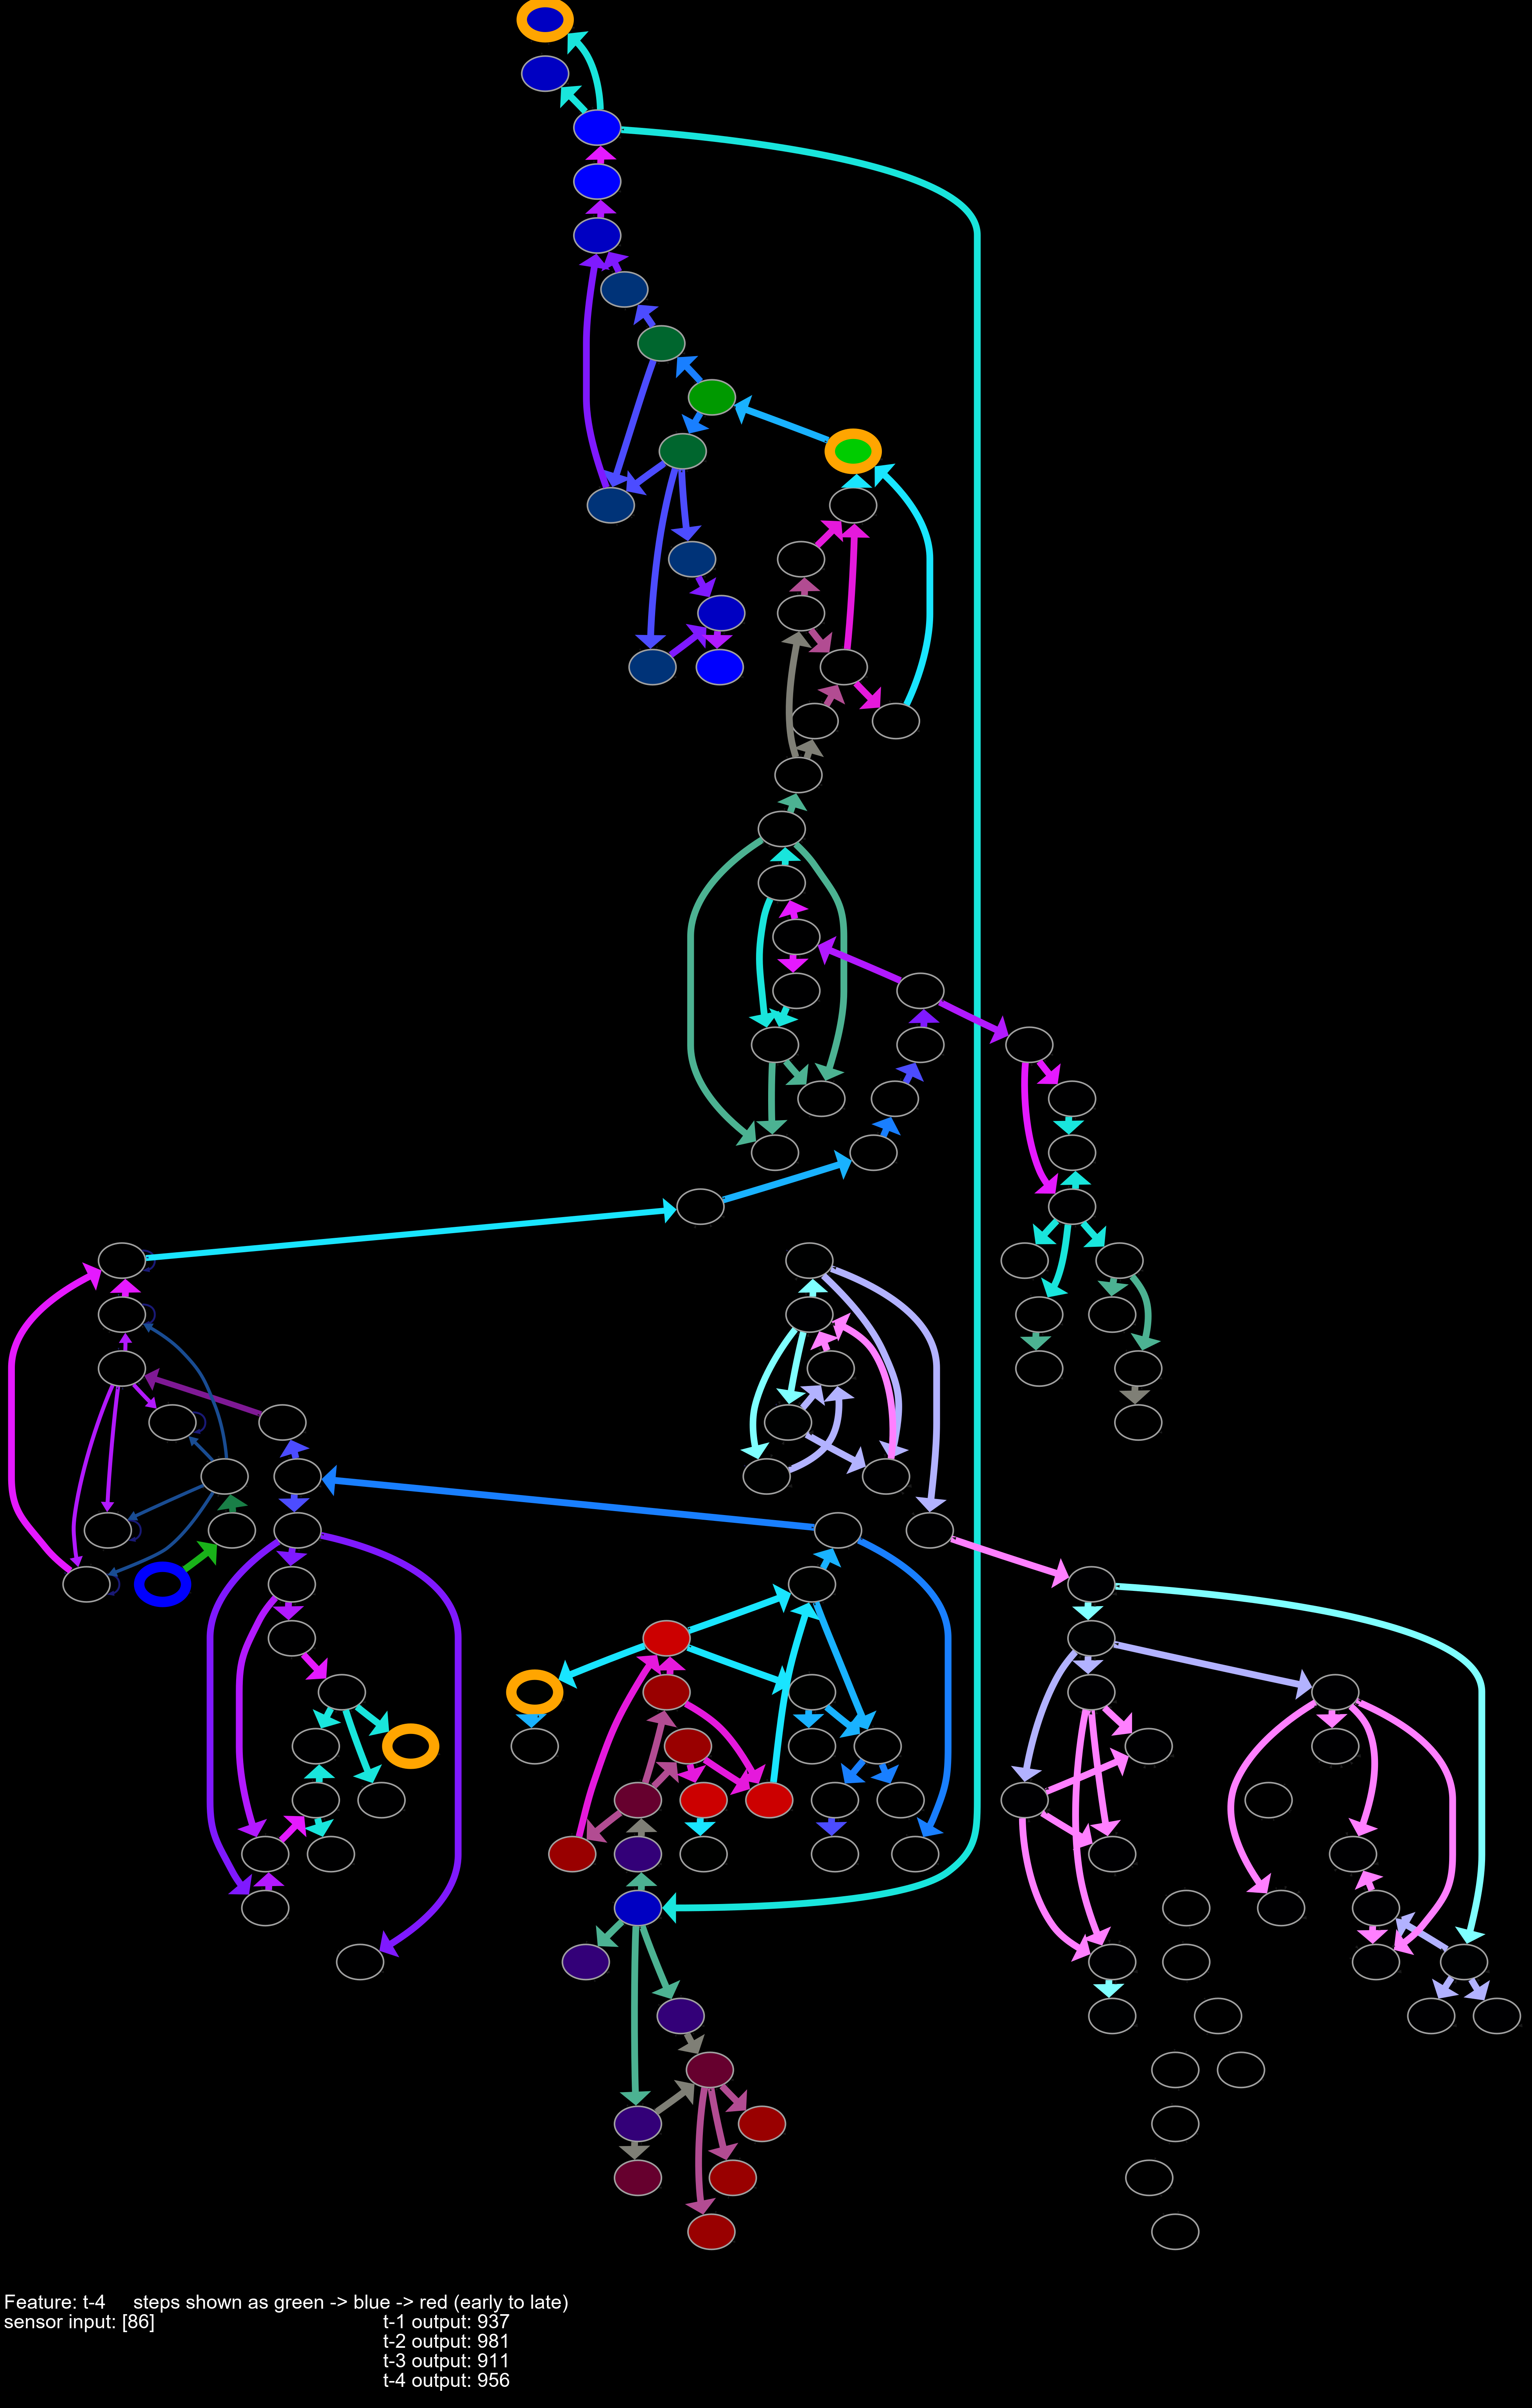 Feature: t-4 steps shown as green -> blue -> red (early to late)
sensor input: [86] t-1 output: 937
t-2 output: 981
t-3 output: 911
t-4 output: 956